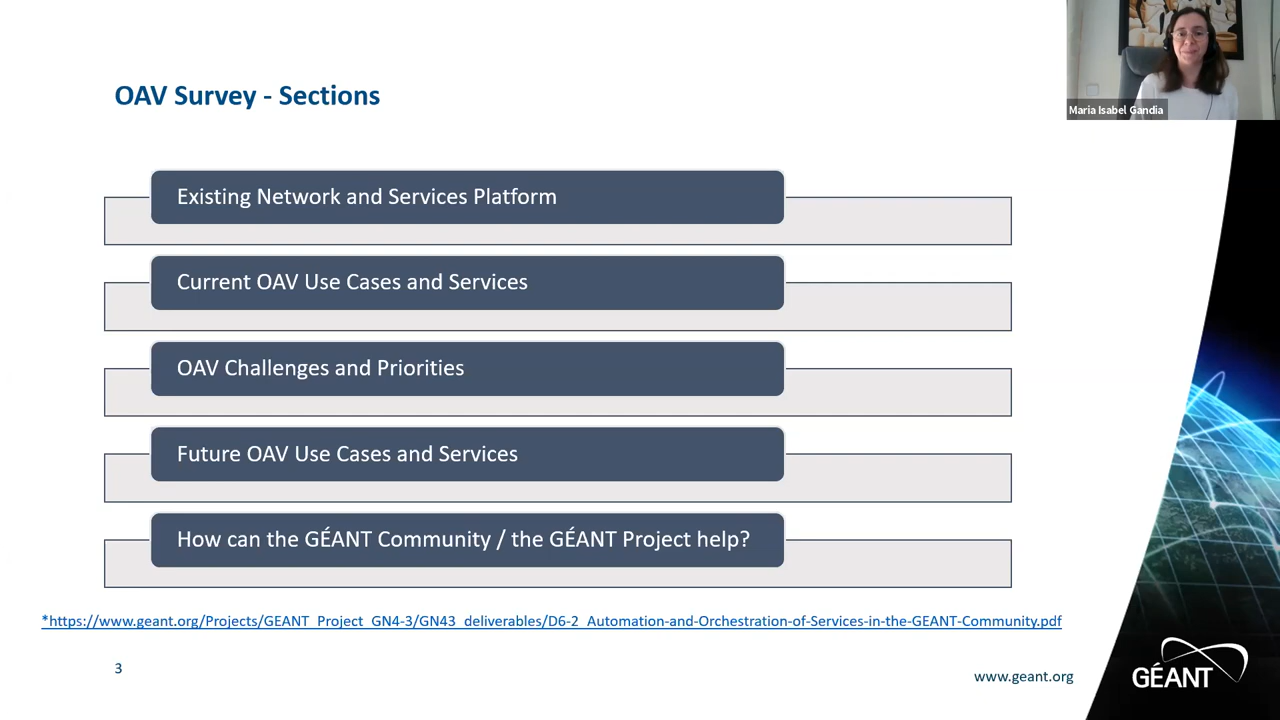 OAV Survey - Sections
Maria Isabel Gandia
Existing Network and Services Platform
Current OAV Use Cases and Services
OAV Challenges and Priorities
Future OAV Use Cases and Services
How can the GÉANT Community / the GÉANT Project help?
*https://www.geant.org/Projects/GEANT_Project_GN4-3/GN43_deliverables/D6-2_Automation-and-Orchestration-of-Services-in-the-GEANT-Community.pdf
3
www.geant.org
GÉANT